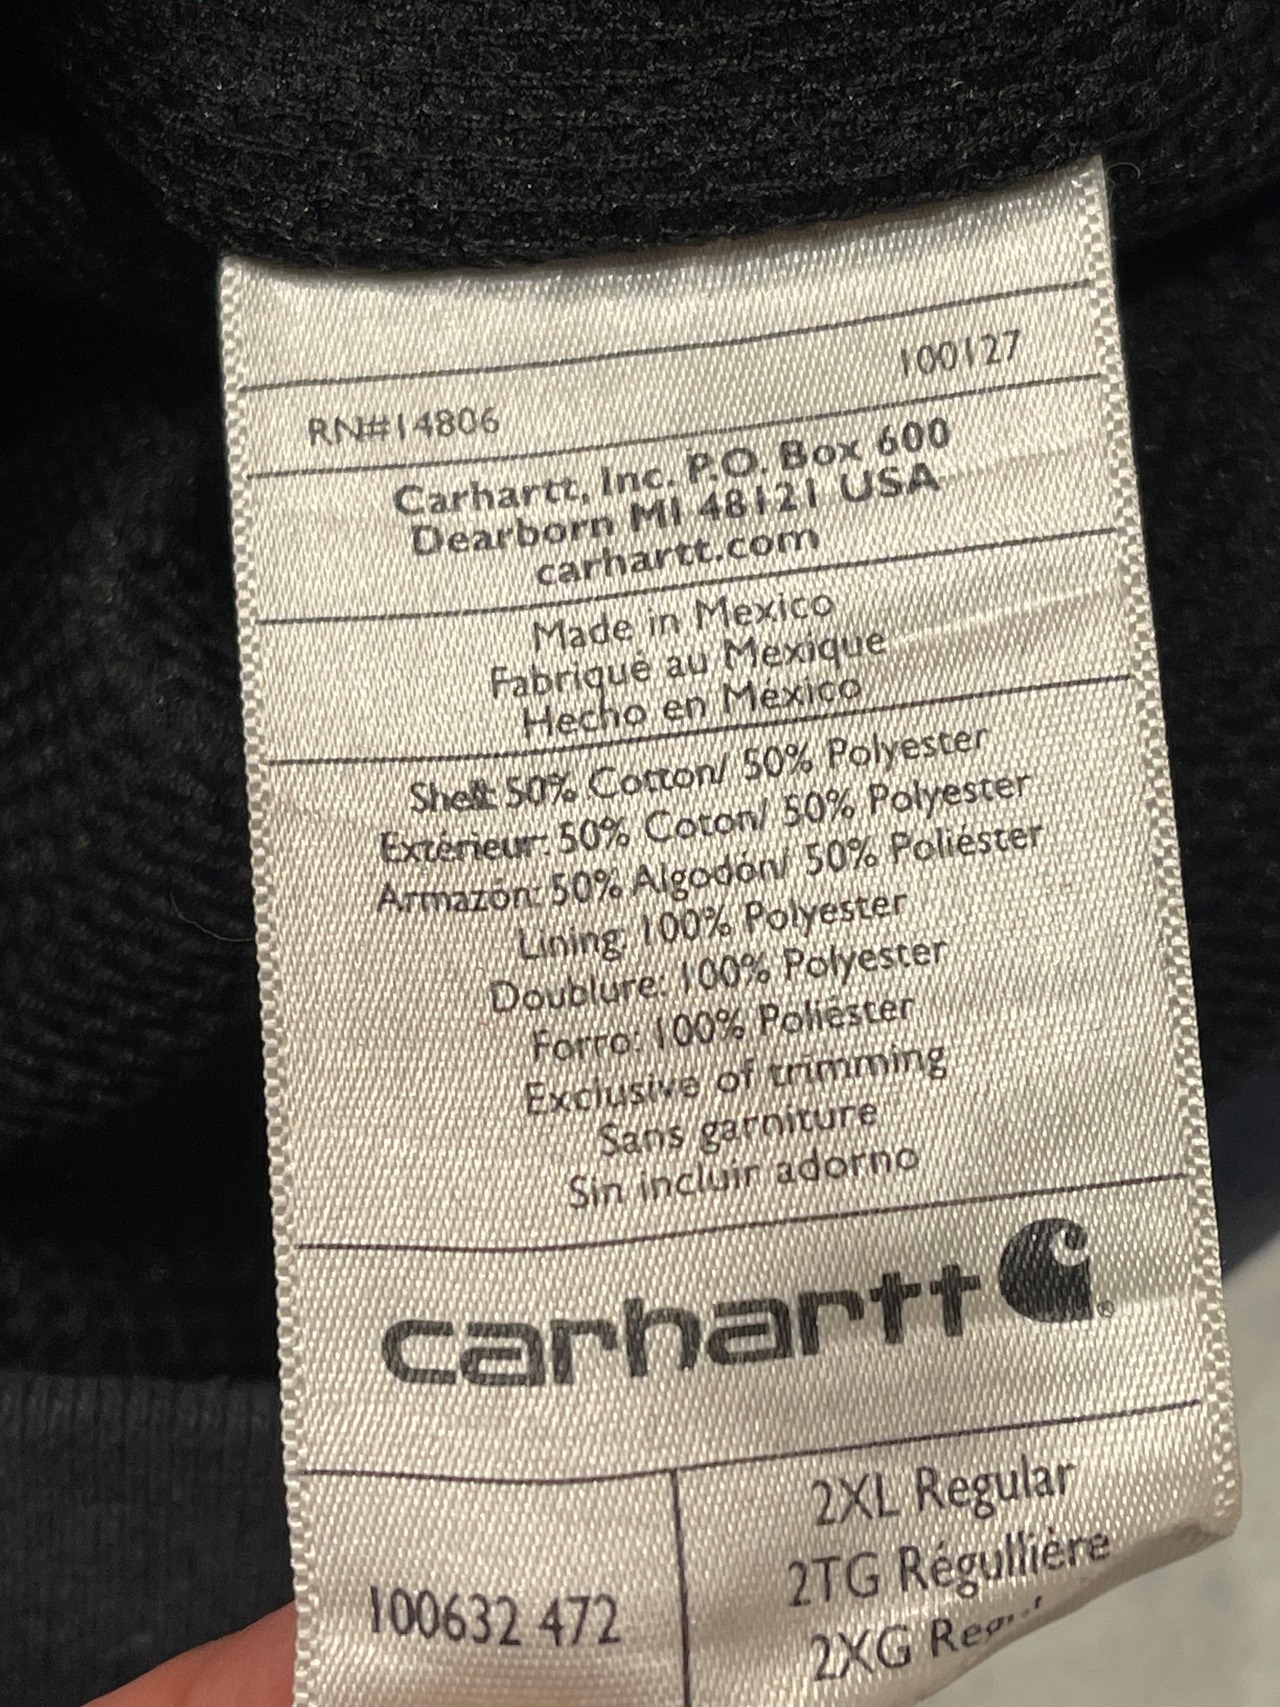 RN#14806 100127
Carhartt, Inc. P.O. Box 600
Dearborn MI 48121 USA
carhartt.com
Made in Mexico
Fabriqué au Mexique
Hecho en México
Shell: 50% Cotton/ 50% Polyester
Extérieur: 50% Coton/ 50% Polyester
Armazón: 50% Algodón/ 50% Poliéster
Lining: 100% Polyester
Doublure: 100% Polyester
Forro: 100% Poliéster
Exclusive of trimming
Sans garniture
Sin incluir adorno
carhartt ®
100632 472
2XL Regular
2TG Régullière
2XG